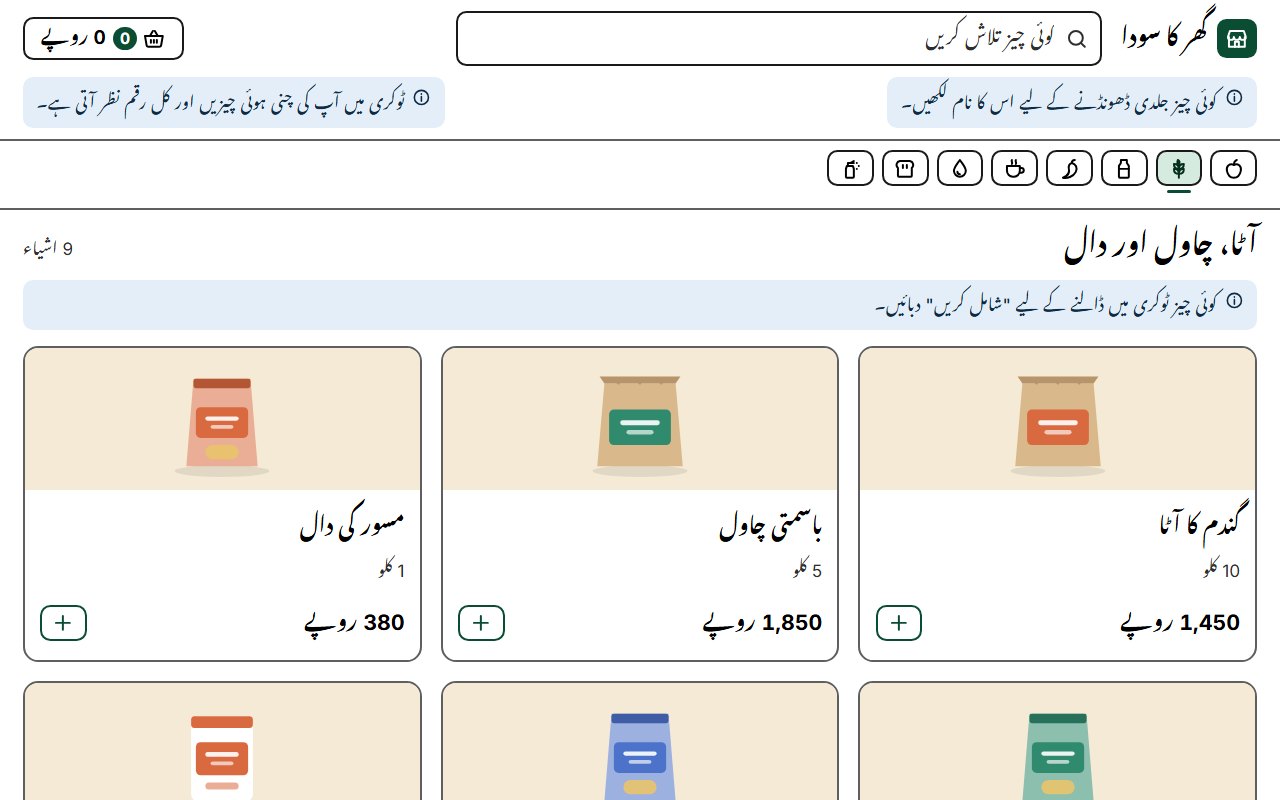 گھر کا سودا
کوئی چیز تلاش کریں
0 0 روپے
کوئی چیز جلدی ڈھونڈنے کے لیے اس کا نام لکھیں۔
ٹوکری میں آپ کی چنی ہوئی چیزیں اور کل رقم نظر آتی ہے۔
آٹا، چاول اور دال
9 اشیاء
کوئی چیز ٹوکری میں ڈالنے کے لیے "شامل کریں" دبائیں۔
گندم کا آٹا
10 کلو
1,450 روپے
باسمتی چاول
5 کلو
1,850 روپے
مسور کی دال
1 کلو
380 روپے